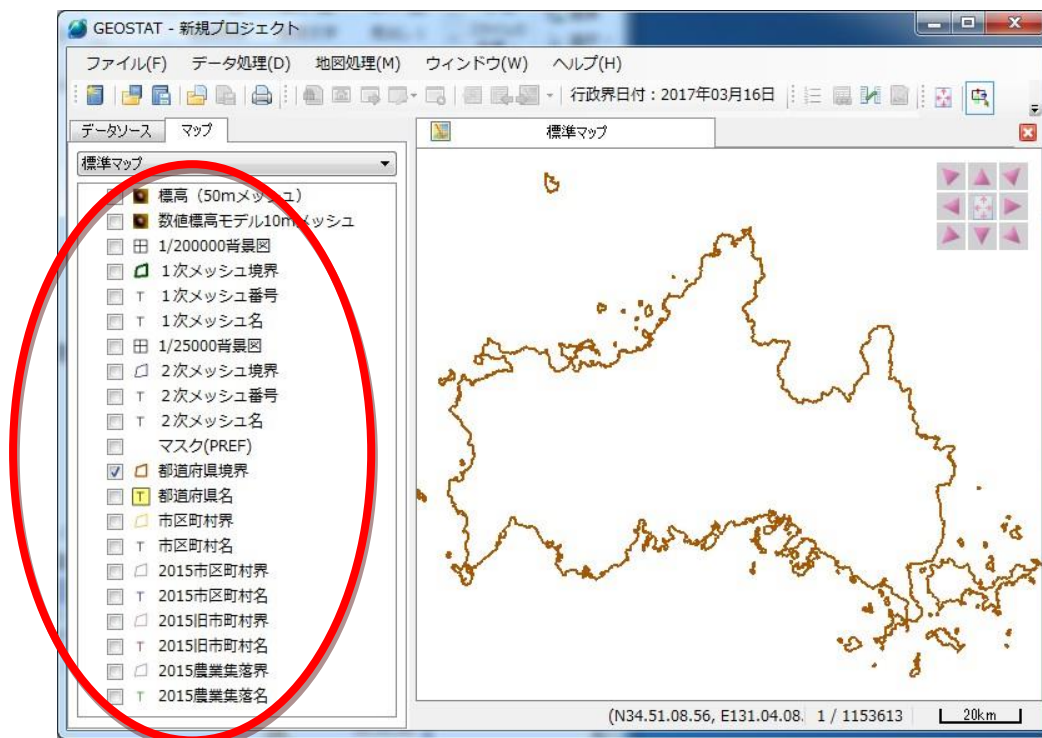 GEOSTAT - 新規プロジェクト
ファイル(F) データ処理(D) 地図処理(M) ウィンドウ(W) ヘルプ(H)
行政界日付：2017年03月16日
データソース マップ
標準マップ
標準マップ
標高（50mメッシュ）
数値標高モデル10mメッシュ
1/200000背景図
1次メッシュ境界
T 1次メッシュ番号
T 1次メッシュ名
1/25000背景図
2次メッシュ境界
T 2次メッシュ番号
T 2次メッシュ名
マスク(PREF)
都道府県境界
T 都道府県名
市区町村界
T 市区町村名
2015市区町村界
T 2015市区町村名
2015旧市町村界
T 2015旧市町村名
2015農業集落界
T 2015農業集落名
(N34.51.08.56, E131.04.08. 1 / 1153613 20km